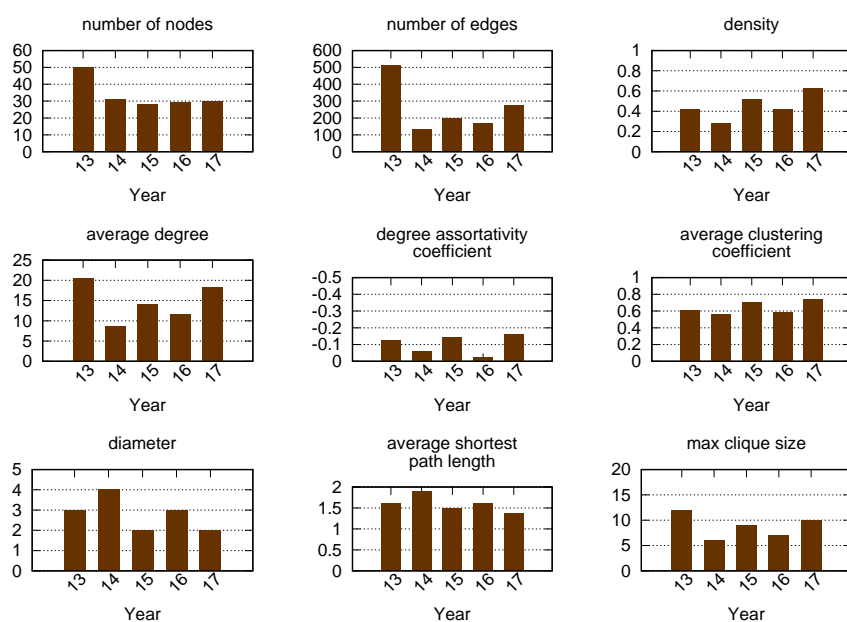 number of nodes
60
50
40
30
20
10
0
13 14 15 16 17
Year
number of edges
600
500
400
300
200
100
13 14 15 16 17
Year
density
1
0.8
0.6
0.4
0.2
0
13 14 15 16 17
Year
average degree
25
20
15
10
5
0
13 14 15 16 17
Year
degree assortativity
coefficient
-0.5
-0.4
-0.3
-0.2
-0.1
0
13 14 15 16 17
Year
average clustering
coefficient
1
0.8
0.6
0.4
0.2
0
13 14 15 16 17
Year
diameter
5
4
3
2
1
0
13 14 15 16 17
Year
average shortest
path length
2
1.5
1
0.5
0
13 14 15 16 17
Year
max clique size
20
15
10
5
0
13 14 15 16 17
Year